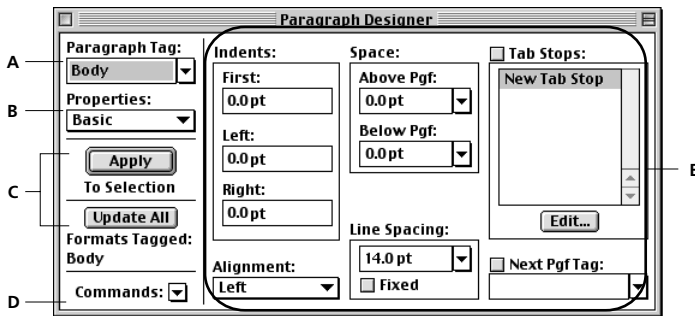 Paragraph Designer
A
Paragraph Tag:
Body
B
Properties:
Basic
C
Apply
To Selection
Update All
Formats Tagged:
Body
D
Commands:
Indents:
First:
0.0 pt
Left:
0.0 pt
Right:
0.0 pt
Alignment:
Left
Space:
Above Pgf:
0.0 pt
Below Pgf:
0.0 pt
Line Spacing:
14.0 pt
Fixed
Tab Stops:
New Tab Stop
Edit...
Next Pgf Tag:
E